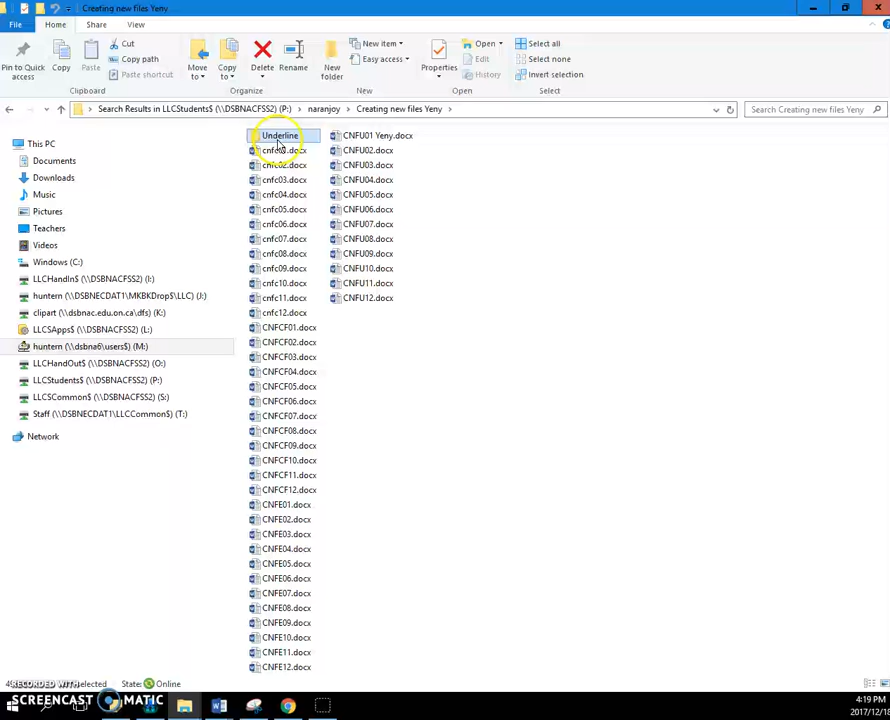 Creating new files Yeny
File
Home
Share
View
Pin to Quick access
Copy
Paste
Cut
Copy path
Paste shortcut
Clipboard
Move to
Copy to
Delete
Rename
Organize
New folder
New item
Easy access
New
Properties
Open
Edit
History
Open
Select all
Select none
Invert selection
Select
Search Results in LLCStudents$ (\\DSBNACFSS2) (P:) > naranjoy > Creating new files Yeny >
Search Creating new files Yeny
This PC
Documents
Downloads
Music
Pictures
Teachers
Videos
Windows (C:)
LLCHandIn$ (\\DSBNACFSS2) (I:)
huntern (\\DSBNECDAT1\MKBKDrop$\LLC) (J:)
clipart (\\dsbnac.dsbn.edu.on.ca\dfs) (K:)
LLCSApps$ (\\DSBNACFSS2) (L:)
huntern (\\dsbna6\users$) (M:)
LLCHandOut$ (\\DSBNACFSS2) (O:)
LLCStudents$ (\\DSBNACFSS2) (P:)
LLCSCommon$ (\\DSBNACFSS2) (S:)
Staff (\\DSBNECDAT1\LLCCommon$) (T:)
Network
Underline
cnfc02.docx
cnfc03.docx
cnfc04.docx
cnfc05.docx
cnfc06.docx
cnfc07.docx
cnfc08.docx
cnfc09.docx
cnfc10.docx
cnfc11.docx
cnfc12.docx
CNFCF01.docx
CNFCF02.docx
CNFCF03.docx
CNFCF04.docx
CNFCF05.docx
CNFCF06.docx
CNFCF07.docx
CNFCF08.docx
CNFCF09.docx
CNFCF10.docx
CNFCF11.docx
CNFCF12.docx
CNFE01.docx
CNFE02.docx
CNFE03.docx
CNFE04.docx
CNFE05.docx
CNFE06.docx
CNFE07.docx
CNFE08.docx
CNFE09.docx
CNFE10.docx
CNFE11.docx
CNFE12.docx
CNFU01 Yeny.docx
CNFU02.docx
CNFU03.docx
CNFU04.docx
CNFU05.docx
CNFU06.docx
CNFU07.docx
CNFU08.docx
CNFU09.docx
CNFU10.docx
CNFU11.docx
CNFU12.docx
selected
State: Online
RECORDED WITH
SCREENCAST MATIC
4:19 PM
2017/12/18